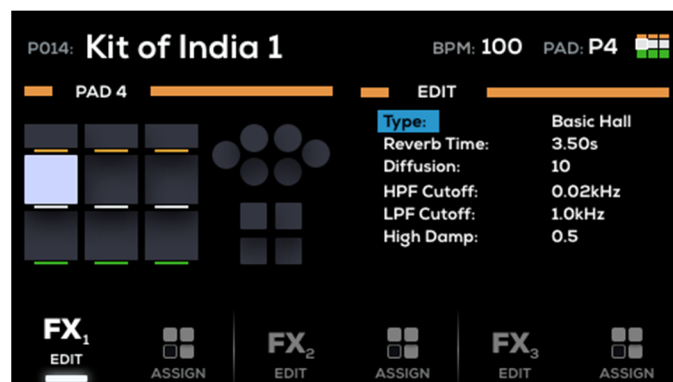 P014: Kit of India 1 BPM: 100 PAD: P4
PAD 4
EDIT
Type: Basic Hall
Reverb Time: 3.50s
Diffusion: 10
HPF Cutoff: 0.02kHz
LPF Cutoff: 1.0kHz
High Damp: 0.5
FX1 FX2 FX3
EDIT ASSIGN EDIT ASSIGN EDIT ASSIGN